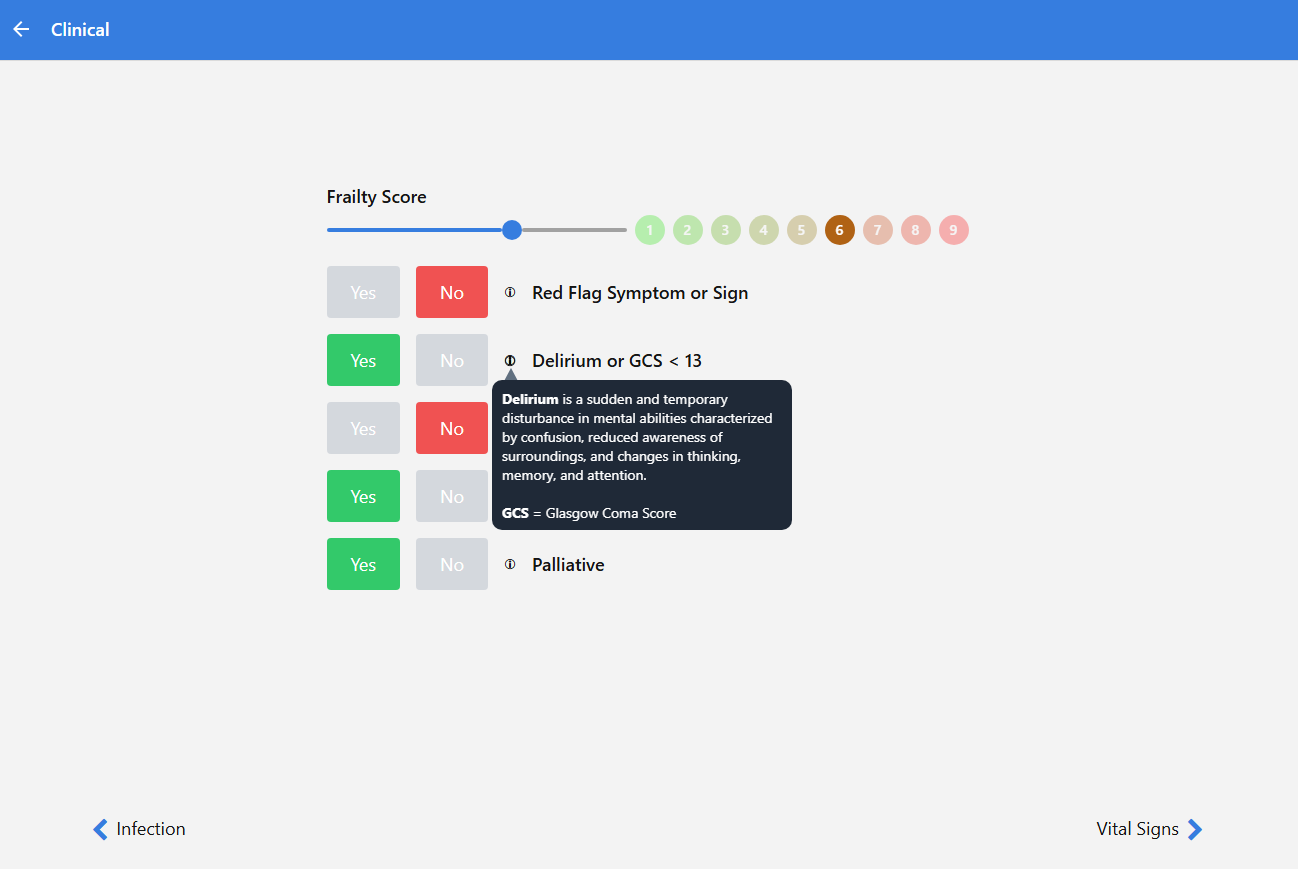 Clinical
Frailty Score
1 2 3 4 5 6 7 8 9
Yes No Red Flag Symptom or Sign
Yes No Delirium or GCS < 13
Delirium is a sudden and temporary
disturbance in mental abilities characterized
by confusion, reduced awareness of
surroundings, and changes in thinking,
memory, and attention.
GCS = Glasgow Coma Score
Yes No
Yes No
Yes No Palliative
Infection
Vital Signs